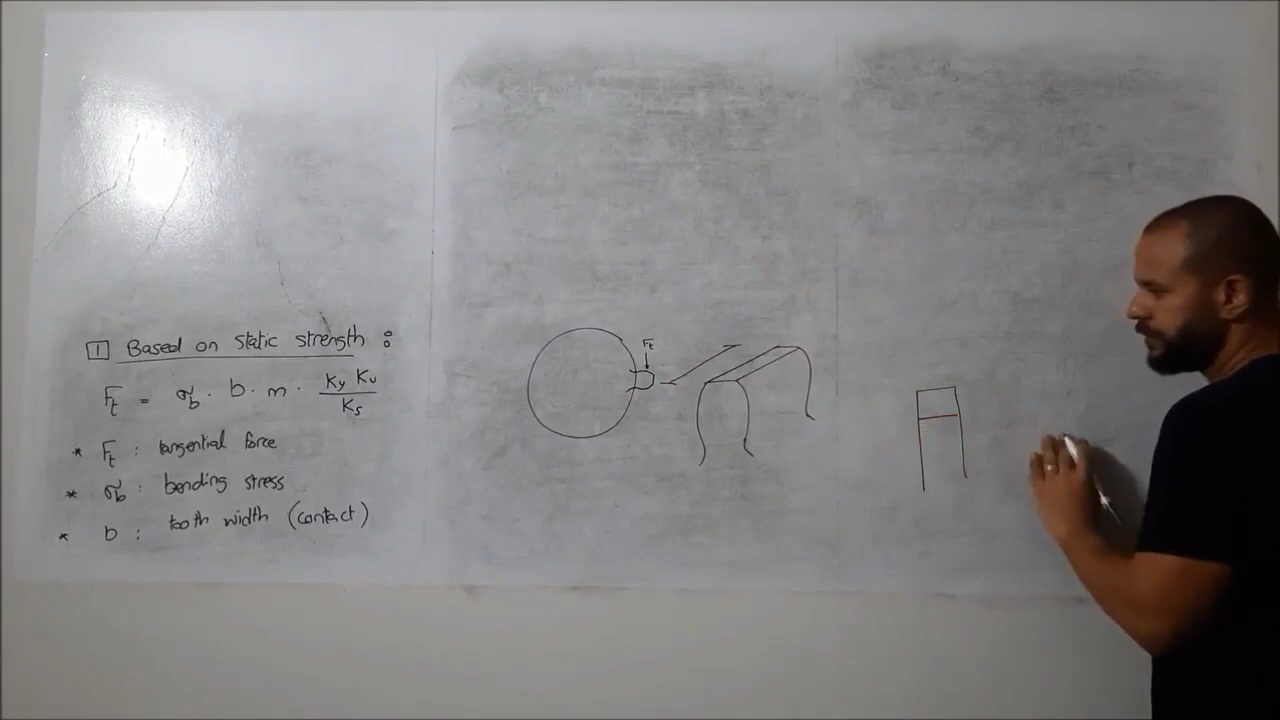 1 Based on static strength :
Ft = σb . b . m . Ky Kv / Ks
* Ft : tangential force
* σb : bending stress
* b : tooth width (contact)
Ft